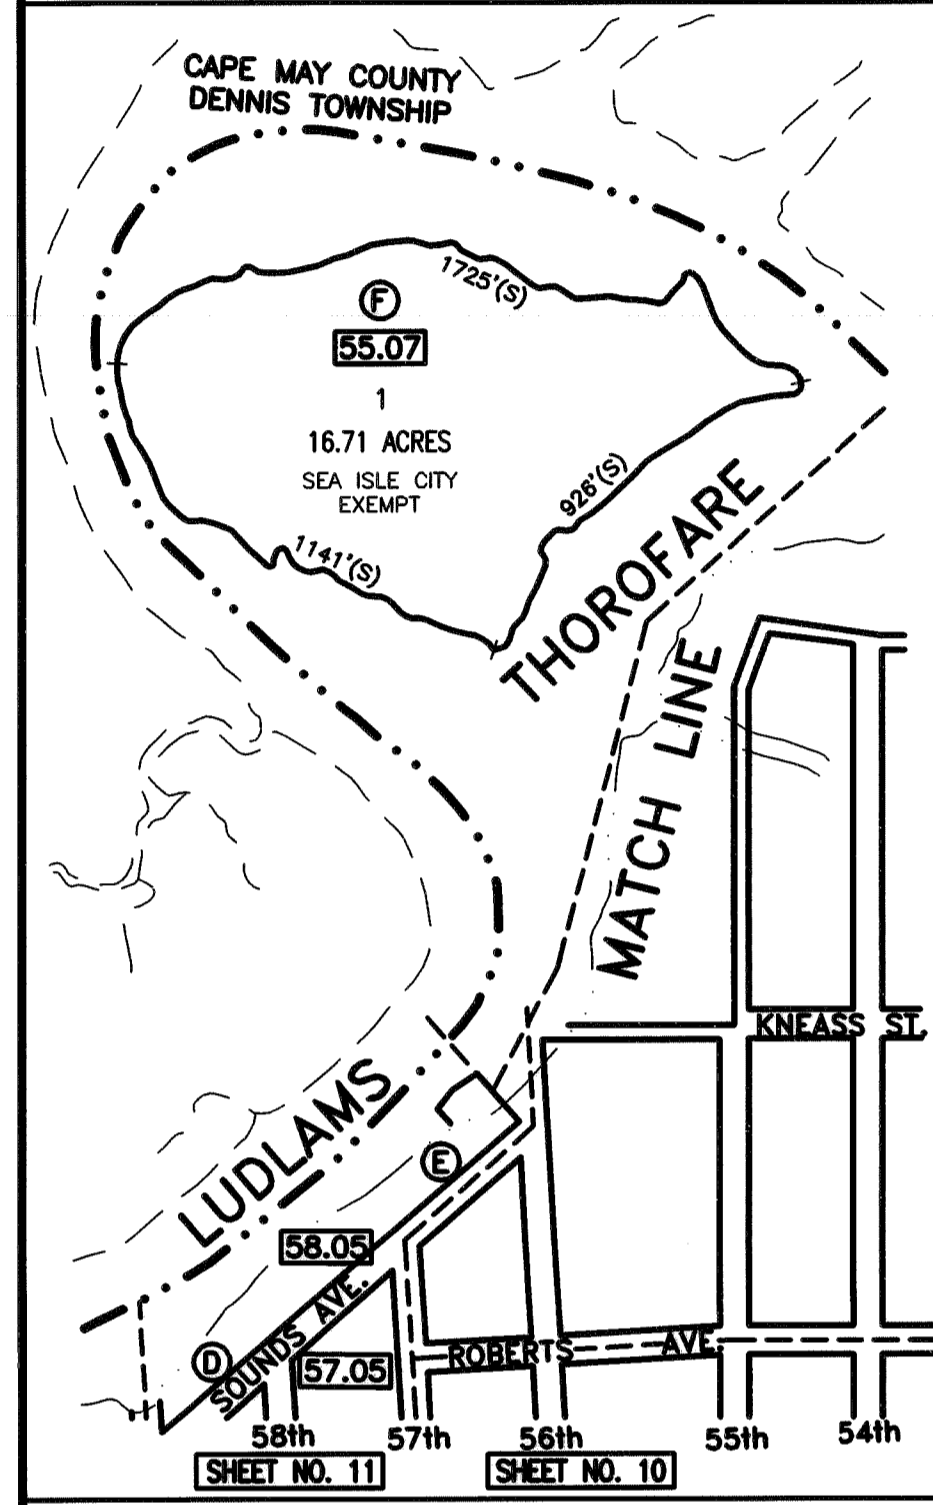 CAPE MAY COUNTY
DENNIS TOWNSHIP
1725'(S)
F
55.07
1
16.71 ACRES
SEA ISLE CITY
EXEMPT
926'(S)
1141'(S)
THOROFARE
MATCH LINE
KNEASS ST.
LUDLAMS
E
58.05
SOUNDS AVE.
D
57.05
ROBERTS AVE.
58th
57th
56th
55th
54th
SHEET NO. 11
SHEET NO. 10